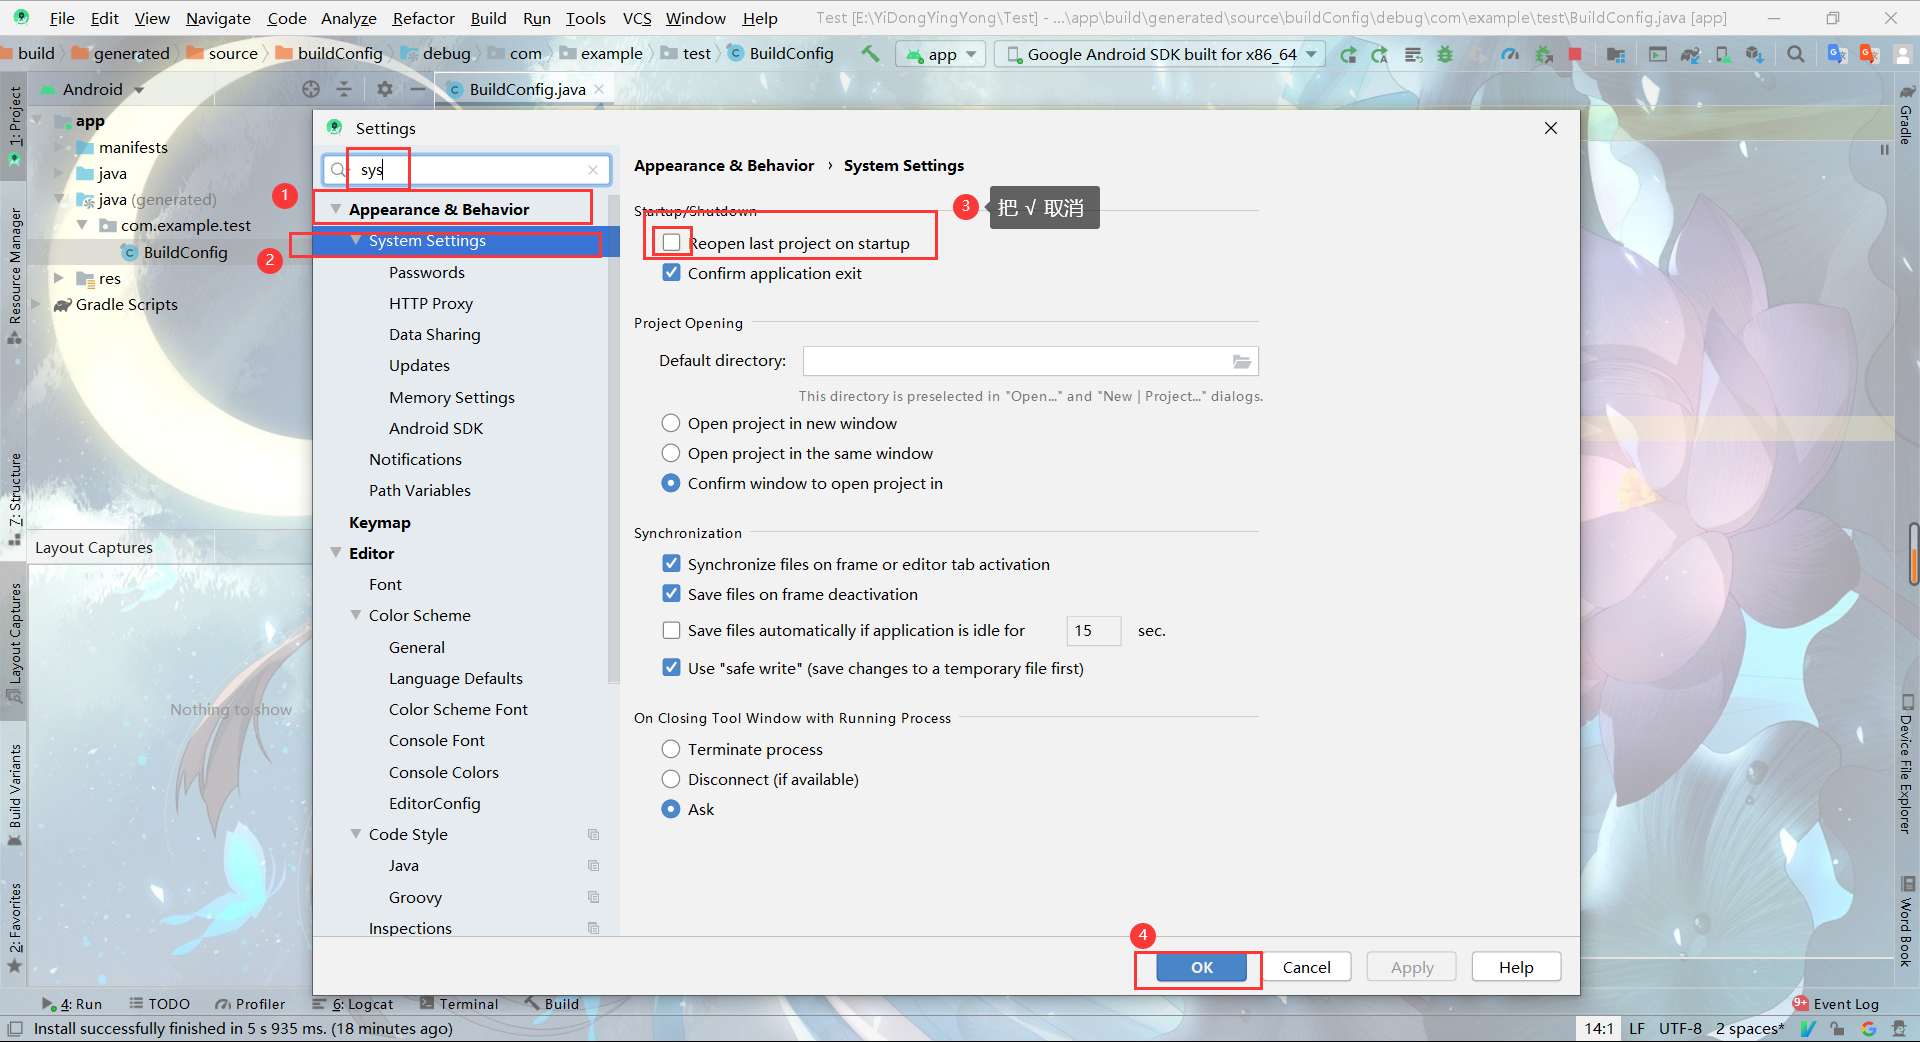 File Edit View Navigate Code Analyze Refactor Build Run Tools VCS Window Help Test [E:\YiDongYingYong\Test] - ...\app\build\generated\source\buildConfig\debug\com\example\test\BuildConfig.java [app]
build generated source buildConfig debug com example test BuildConfig app Google Android SDK built for x86_64
Android BuildConfig.java
1: Project
Resource Manager
7: Structure
Layout Captures
Build Variants
2: Favorites
app
manifests
java
java (generated)
com.example.test
BuildConfig
res
Gradle Scripts
Layout Captures
Nothing to show
Settings
sys
1
Appearance & Behavior
2
System Settings
Passwords
HTTP Proxy
Data Sharing
Updates
Memory Settings
Android SDK
Notifications
Path Variables
Keymap
Editor
Font
Color Scheme
General
Language Defaults
Color Scheme Font
Console Font
Console Colors
EditorConfig
Code Style
Java
Groovy
Inspections
Appearance & Behavior › System Settings
Startup/Shutdown
3 把 √ 取消
Reopen last project on startup
Confirm application exit
Project Opening
Default directory:
This directory is preselected in "Open..." and "New | Project..." dialogs.
Open project in new window
Open project in the same window
Confirm window to open project in
Synchronization
Synchronize files on frame or editor tab activation
Save files on frame deactivation
Save files automatically if application is idle for 15 sec.
Use "safe write" (save changes to a temporary file first)
On Closing Tool Window with Running Process
Terminate process
Disconnect (if available)
Ask
4
OK Cancel Apply Help
Gradle
Device File Explorer
Word Book
4: Run TODO Profiler 6: Logcat Terminal Build 9+ Event Log
Install successfully finished in 5 s 935 ms. (18 minutes ago) 14:1 LF UTF-8 2 spaces*